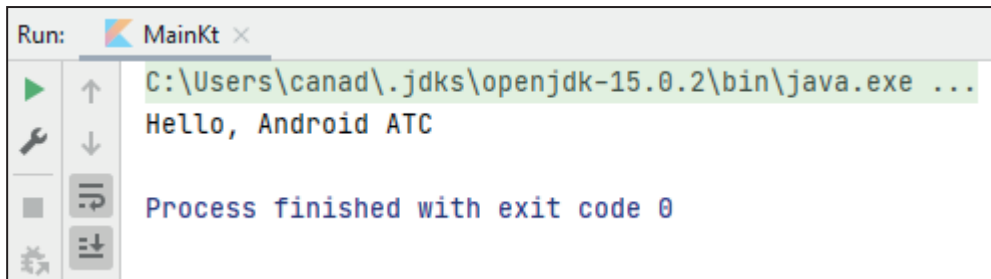 Run: MainKt
C:\Users\canad\.jdks\openjdk-15.0.2\bin\java.exe ...
Hello, Android ATC
Process finished with exit code 0